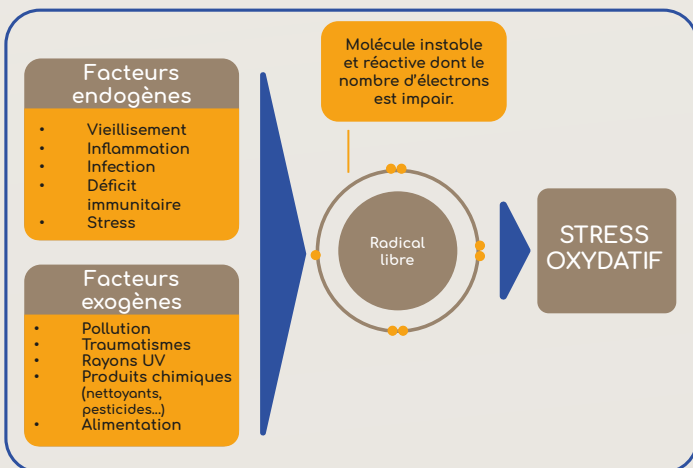 Facteurs
endogènes
• Vieillisement
• Inflammation
• Infection
• Déficit
immunitaire
• Stress
Facteurs
exogènes
• Pollution
• Traumatismes
• Rayons UV
• Produits chimiques
(nettoyants,
pesticides...)
• Alimentation
Molécule instable
et réactive dont le
nombre d'électrons
est impair.
Radical
libre
STRESS
OXYDATIF